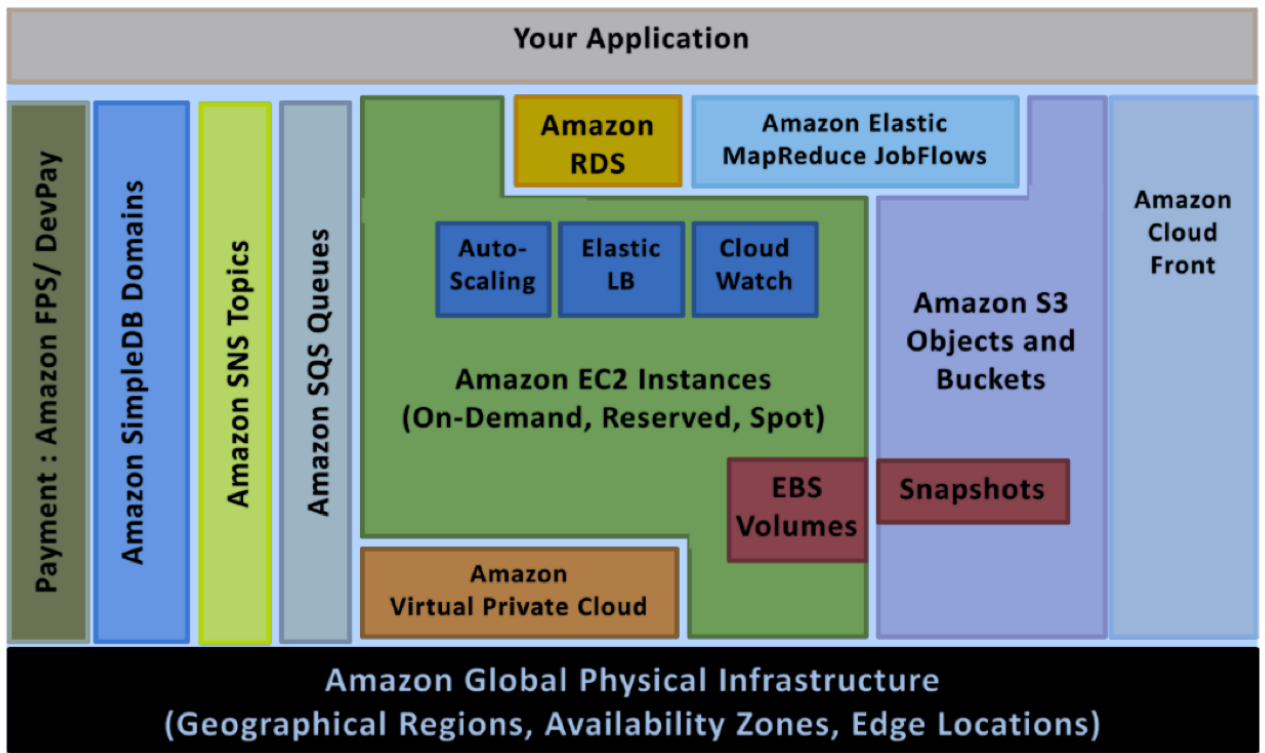 Your Application
Payment : Amazon FPS/ DevPay
Amazon SimpleDB Domains
Amazon SNS Topics
Amazon SQS Queues
Amazon
RDS
Amazon Elastic
MapReduce JobFlows
Auto-
Scaling
Elastic
LB
Cloud
Watch
Amazon EC2 Instances
(On-Demand, Reserved, Spot)
EBS
Volumes
Amazon
Virtual Private Cloud
Amazon S3
Objects and
Buckets
Snapshots
Amazon
Cloud
Front
Amazon Global Physical Infrastructure
(Geographical Regions, Availability Zones, Edge Locations)